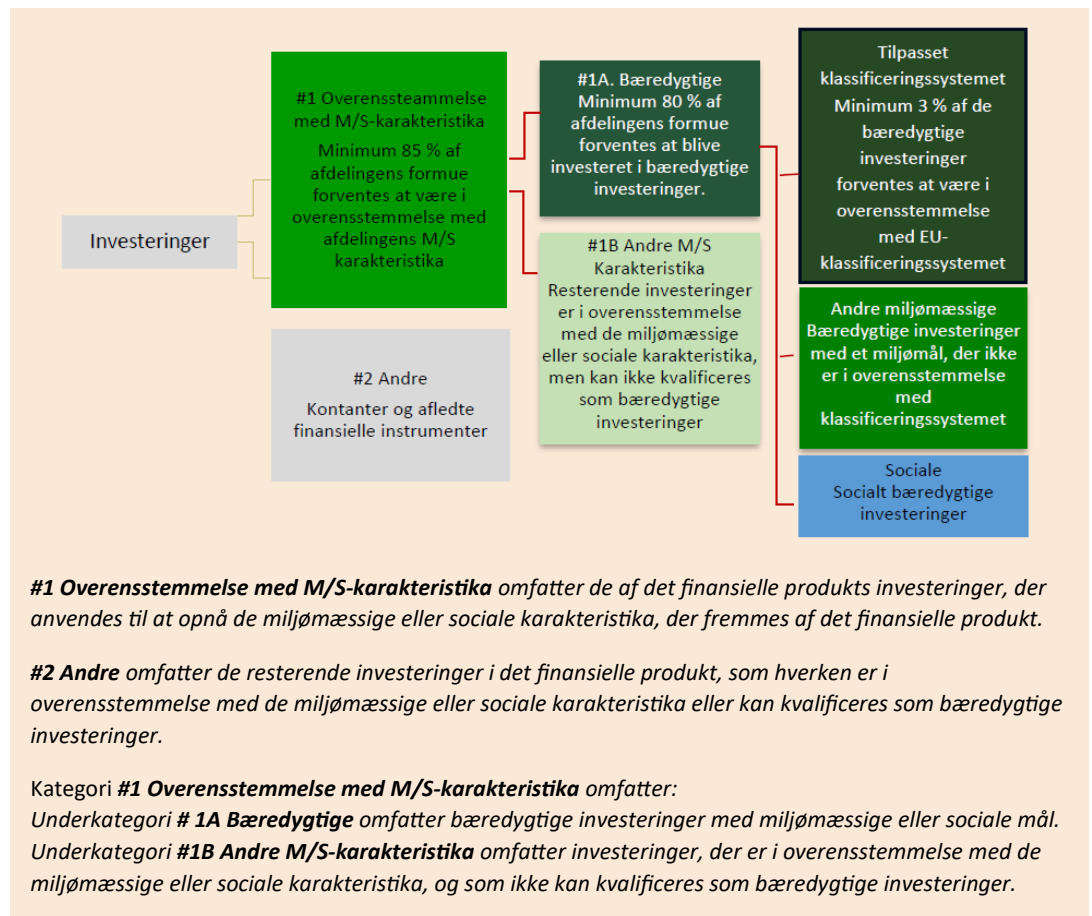 Investeringer
#1 Overenssteammelse
med M/S-karakteristika
Minimum 85 % af
afdelingens formue
forventes at være i
overensstemmelse med
afdelingens M/S
karakteristika
#2 Andre
Kontanter og afledte
finansielle instrumenter
#1A. Bæredygtige
Minimum 80 % af
afdelingens formue
forventes at blive
investeret i bæredygtige
investeringer.
#1B Andre M/S
Karakteristika
Resterende investeringer
er i overensstemmelse
med de miljømæssige
eller sociale karakteristika,
men kan ikke kvalificeres
som bæredygtige
investeringer
Tilpasset
klassificeringssystemet
Minimum 3 % af de
bæredygtige
investeringer
forventes at være i
overensstemmelse
med EU-
klassificeringssystemet
Andre miljømæssige
Bæredygtige investeringer
med et miljømål, der ikke
er i overensstemmelse
med
klassificeringssystemet
Sociale
Socialt bæredygtige
investeringer
#1 Overensstemmelse med M/S-karakteristika omfatter de af det finansielle produkts investeringer, der
anvendes til at opnå de miljømæssige eller sociale karakteristika, der fremmes af det finansielle produkt.
#2 Andre omfatter de resterende investeringer i det finansielle produkt, som hverken er i
overensstemmelse med de miljømæssige eller sociale karakteristika eller kan kvalificeres som bæredygtige
investeringer.
Kategori #1 Overensstemmelse med M/S-karakteristika omfatter:
Underkategori # 1A Bæredygtige omfatter bæredygtige investeringer med miljømæssige eller sociale mål.
Underkategori #1B Andre M/S-karakteristika omfatter investeringer, der er i overensstemmelse med de
miljømæssige eller sociale karakteristika, og som ikke kan kvalificeres som bæredygtige investeringer.